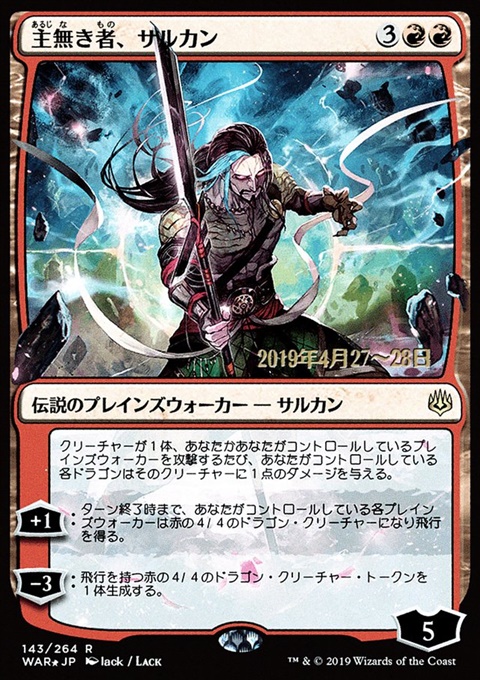 あるじ な もの
主無き者、サルカン 3
2019年4月27~28日
伝説のプレインズウォーカー ― サルカン
クリーチャーが1体、あなたかあなたがコントロールしているプレ
インズウォーカーを攻撃するたび、あなたがコントロールしている
各ドラゴンはそのクリーチャーに1点のダメージを与える。
+1 :ターン終了時まで、あなたがコントロールしている各プレイン
ズウォーカーは赤の4/4のドラゴン・クリーチャーになり飛行
を得る。
-3 :飛行を持つ赤の4/4のドラゴン・クリーチャー・トークンを
1体生成する。
5
143/264 R
WAR★JP lack / LACK
™ & © 2019 Wizards of the Coast